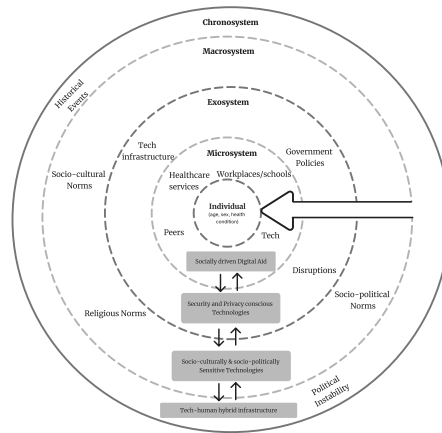 Chronosystem
Macrosystem
Historical
Events
Exosystem
Tech
infrastructure
Microsystem
Government
Policies
Socio-cultural
Norms
Healthcare
services
Workplaces/schools
Individual
(age, sex, health
condition)
Peers
Tech
Socially driven Digital Aid
Disruptions
Security and Privacy conscious
Technologies
Socio-political
Norms
Religious Norms
Socio-culturally & socio-politically
Sensitive Technologies
Political
Instability
Tech-human hybrid infrastructure